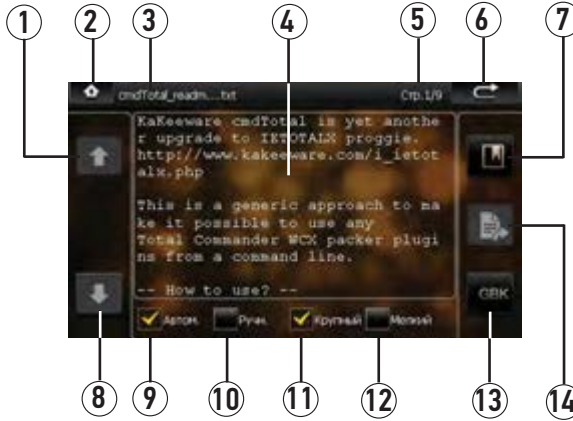 1 2 3 4 5 6 7
cmdTotal_readm....txt Стр.1/9
KaKeeware cmdTotal is yet anothe
r upgrade to IETOTALX proggie.
http://www.kakeeware.com/i_ietot
alx.php
This is a generic approach to ma
ke it possible to use any
Total Commander WCX packer plugi
ns from a command line.
-- How to use? --
GBK
Автом. Ручн. Крупный Мелкий
8 9 10 11 12 13 14